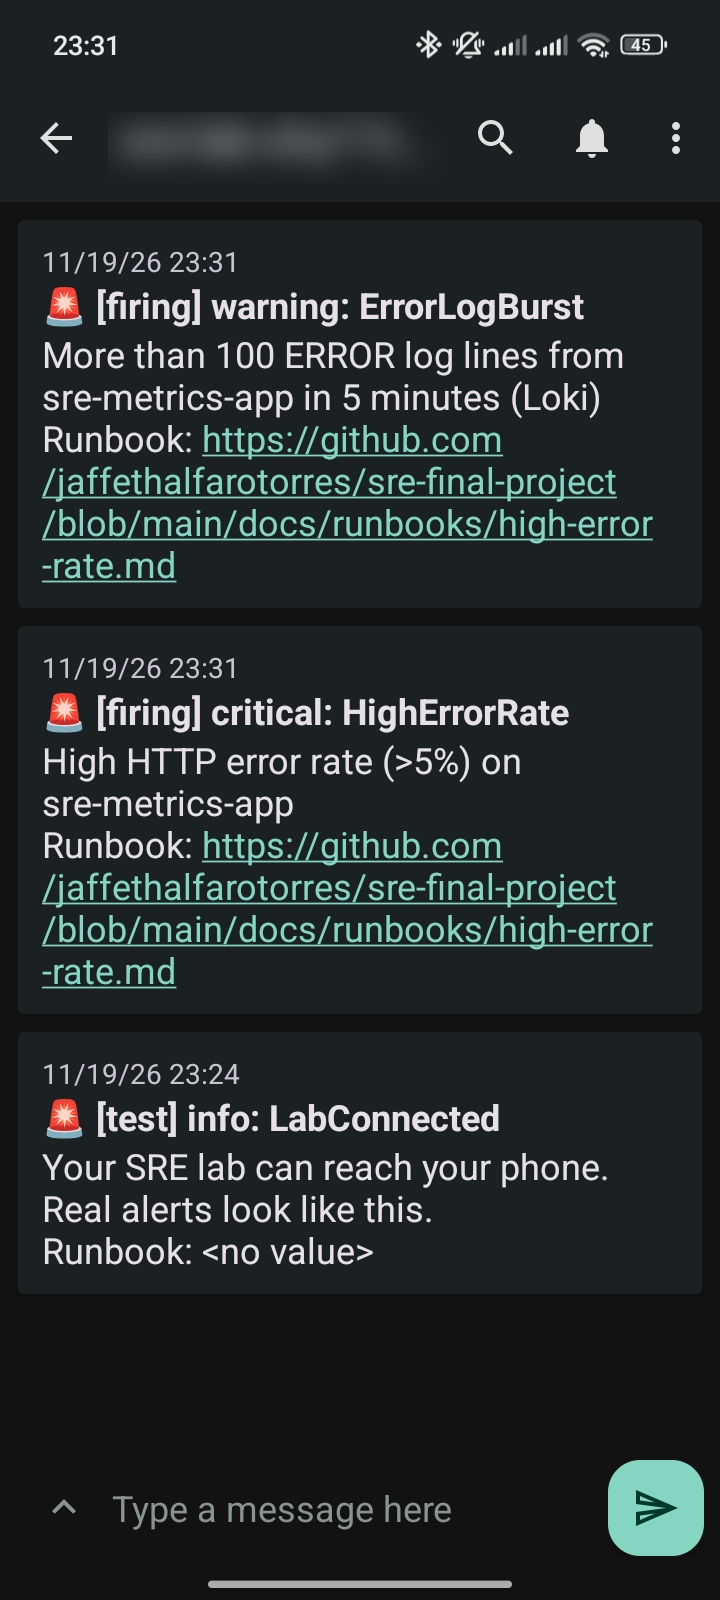 23:31
45
11/19/26 23:31
🚨 [firing] warning: ErrorLogBurst
More than 100 ERROR log lines from
sre-metrics-app in 5 minutes (Loki)
Runbook: https://github.com
/jaffethalfarotorres/sre-final-project
/blob/main/docs/runbooks/high-error
-rate.md
11/19/26 23:31
🚨 [firing] critical: HighErrorRate
High HTTP error rate (>5%) on
sre-metrics-app
Runbook: https://github.com
/jaffethalfarotorres/sre-final-project
/blob/main/docs/runbooks/high-error
-rate.md
11/19/26 23:24
🚨 [test] info: LabConnected
Your SRE lab can reach your phone.
Real alerts look like this.
Runbook: <no value>
Type a message here